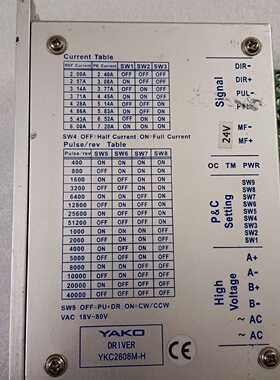 Current Table
REF Current PK Current SW1 SW2 SW3
2.00A 2.40A OFF OFF OFF
2.57A 3.08A ON OFF OFF
3.14A 3.77A OFF ON OFF
3.71A 4.45A ON ON OFF
4.28A 5.14A OFF OFF ON
4.86A 5.83A ON OFF ON
5.43A 6.52A OFF ON ON
6.00A 7.20A ON ON ON
SW4:OFF=Half Current:ON=Full Current
Pulse/rev Table
Pulse/rev SW5 SW6 SW7 SW8
400 ON ON ON ON
800 OFF ON ON ON
1600 ON OFF ON ON
3200 OFF OFF ON ON
6400 ON ON OFF ON
12800 OFF ON OFF ON
25600 ON OFF OFF ON
51200 OFF OFF OFF ON
1000 ON ON ON OFF
2000 OFF ON ON OFF
4000 ON OFF ON OFF
5000 OFF OFF ON OFF
8000 ON ON OFF OFF
10000 OFF ON OFF OFF
20000 ON OFF OFF OFF
40000 OFF OFF OFF OFF
SW9:OFF=PU+DR,ON=CW/CCW
VAC 18V-80V
YAKO
DRIVER
YKC2608M-H
CE
Signal
DIR-
DIR+
PUL-
24V
MF-
MF+
OC TM PWR
P&C
Setting
SW9
SW8
SW7
SW6
SW5
SW4
SW3
SW2
SW1
High
Voltage
A+
A-
B+
B-
~ AC
~ AC